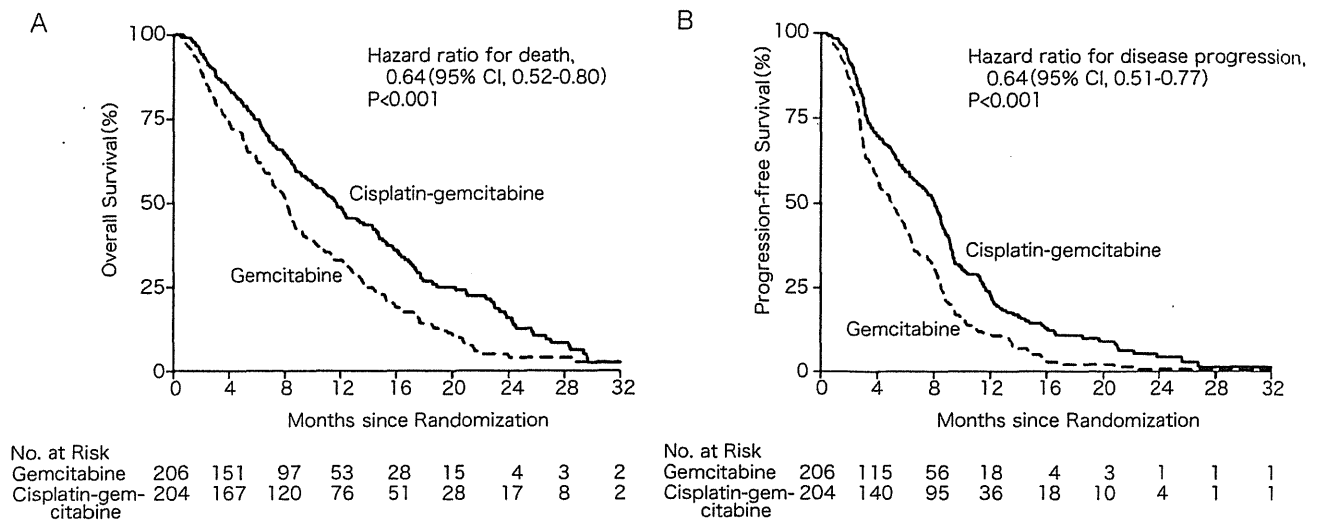 A
100
75
50
25
0
Overall Survival(%)
Hazard ratio for death,
0.64(95% CI, 0.52-0.80)
P<0.001
Cisplatin-gemcitabine
Gemcitabine
0 4 8 12 16 20 24 28 32
Months since Randomization
No. at Risk
Gemcitabine 206 151 97 53 28 15 4 3 2
Cisplatin-gem- 204 167 120 76 51 28 17 8 2
citabine
B
100
75
50
25
0
Progression-free Survival(%)
Hazard ratio for disease progression,
0.64(95% CI, 0.51-0.77)
P<0.001
Cisplatin-gemcitabine
Gemcitabine
0 4 8 12 16 20 24 28 32
Months since Randomization
No. at Risk
Gemcitabine 206 115 56 18 4 3 1 1 1
Cisplatin-gem- 204 140 95 36 18 10 4 1 1
citabine